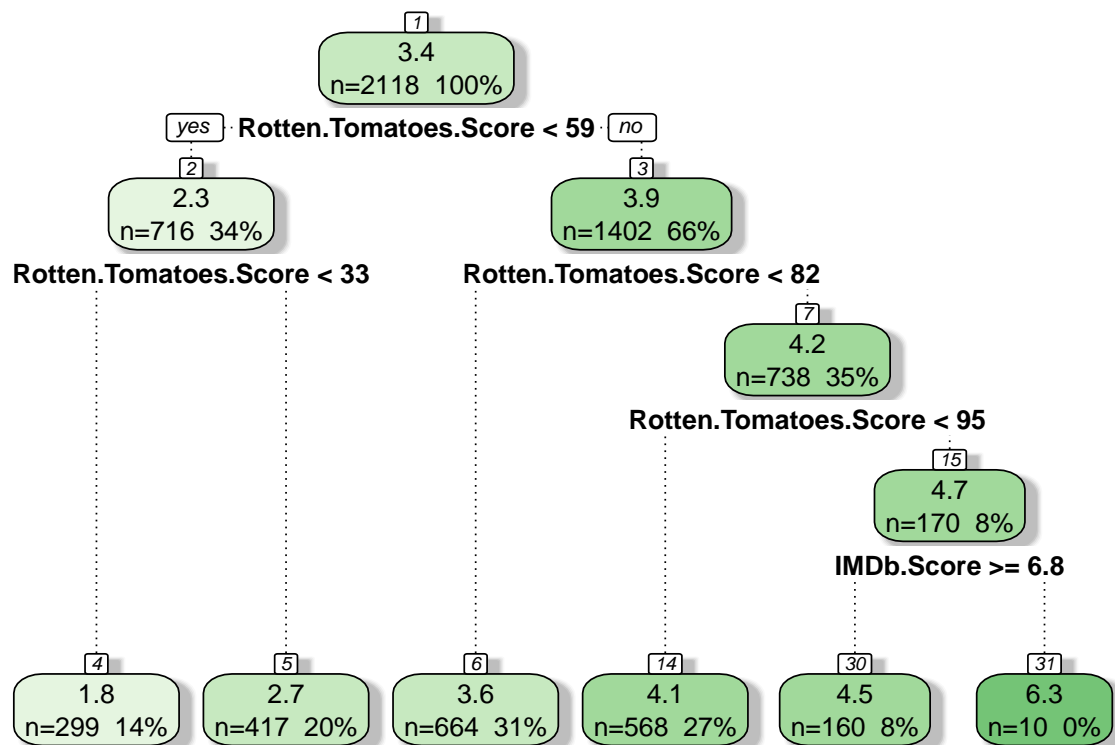 1
3.4
n=2118 100%
yes Rotten.Tomatoes.Score < 59 no
2
2.3
n=716 34%
3
3.9
n=1402 66%
Rotten.Tomatoes.Score < 33
Rotten.Tomatoes.Score < 82
7
4.2
n=738 35%
Rotten.Tomatoes.Score < 95
15
4.7
n=170 8%
IMDb.Score >= 6.8
4
1.8
n=299 14%
5
2.7
n=417 20%
6
3.6
n=664 31%
14
4.1
n=568 27%
30
4.5
n=160 8%
31
6.3
n=10 0%